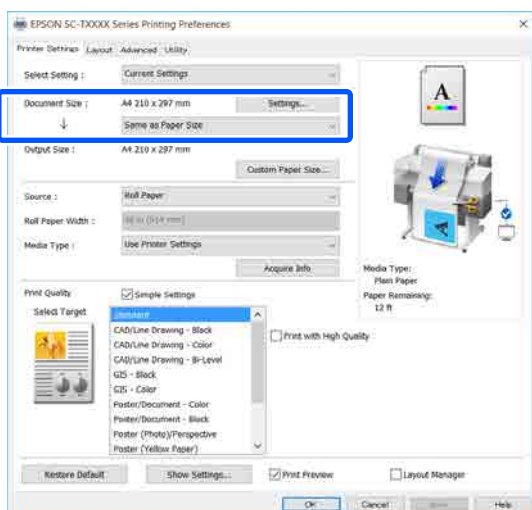 EPSON SC-TXXXX Series Printing Preferences
Printer Settings Layout Advanced Utility
Select Setting : Current Settings
Document Size : A4 210 x 297 mm Settings...
↓ Same as Paper Size
Output Size : A4 210 x 297 mm
Custom Paper Size...
Source : Roll Paper
Roll Paper Width :
Media Type : Use Printer Settings
Acquire Info
A
Media Type:
Plain Paper
Paper Remaining:
12 ft
Print Quality Simple Settings
Select Target
Standard
CAD/Line Drawing - Black
CAD/Line Drawing - Color
CAD/Line Drawing - Bi-Level
GIS - Black
GIS - Color
Poster/Document - Color
Poster/Document - Black
Poster (Photo)/Perspective
Poster (Yellow Paper)
Print with High Quality
Restore Default Show Settings... Print Preview Layout Manager
OK Cancel Help